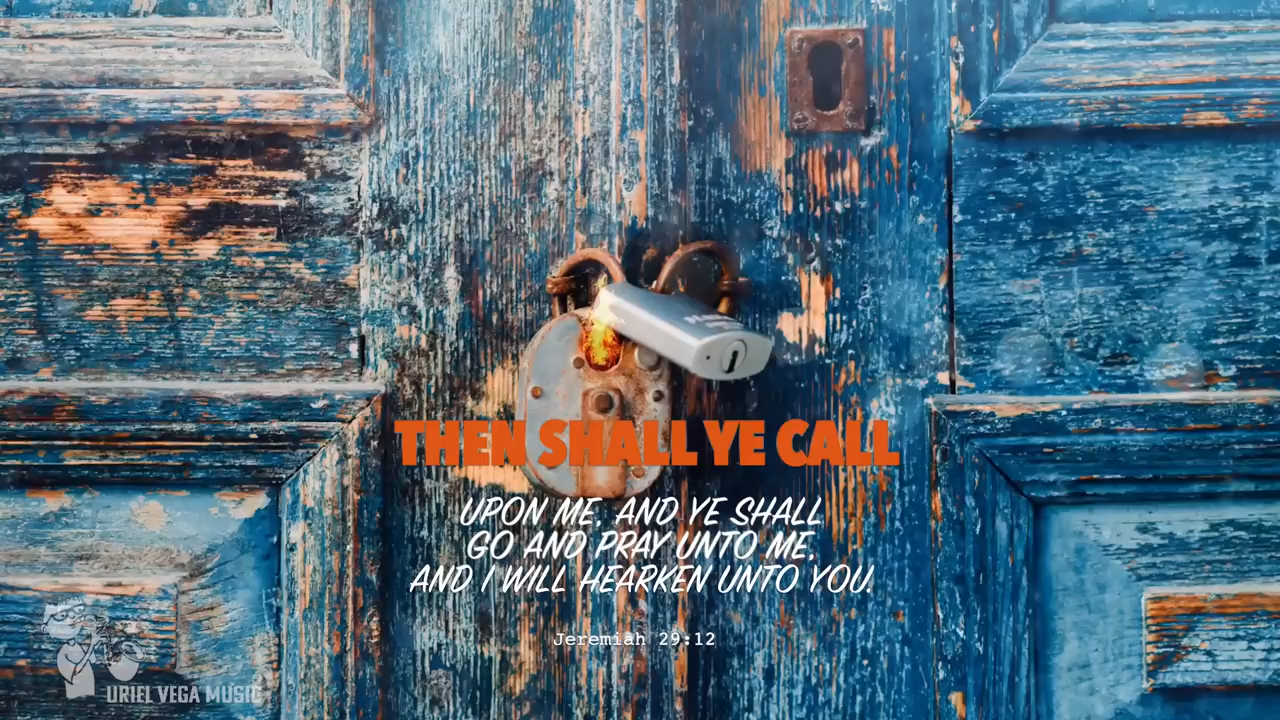 THEN SHALL YE CALL
UPON ME, AND YE SHALL
GO AND PRAY UNTO ME,
AND I WILL HEARKEN UNTO YOU.
Jeremiah 29:12
URIEL VEGA MUSIC